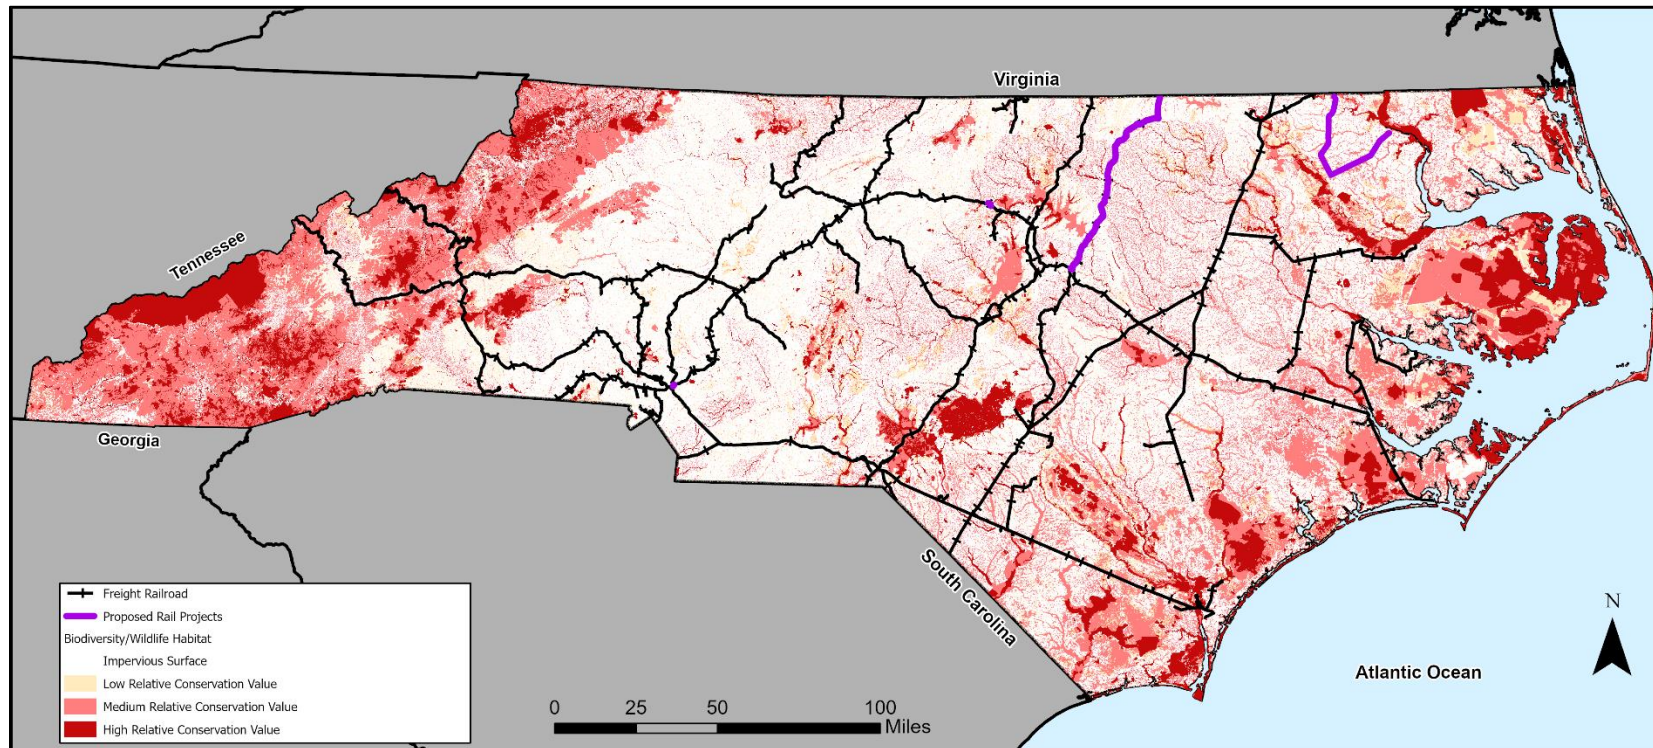 Virginia
Tennessee
Georgia
South Carolina
Freight Railroad
Proposed Rail Projects
Biodiversity/Wildlife Habitat
Impervious Surface
Low Relative Conservation Value
Medium Relative Conservation Value
High Relative Conservation Value
0 25 50 100
Miles
N
Atlantic Ocean